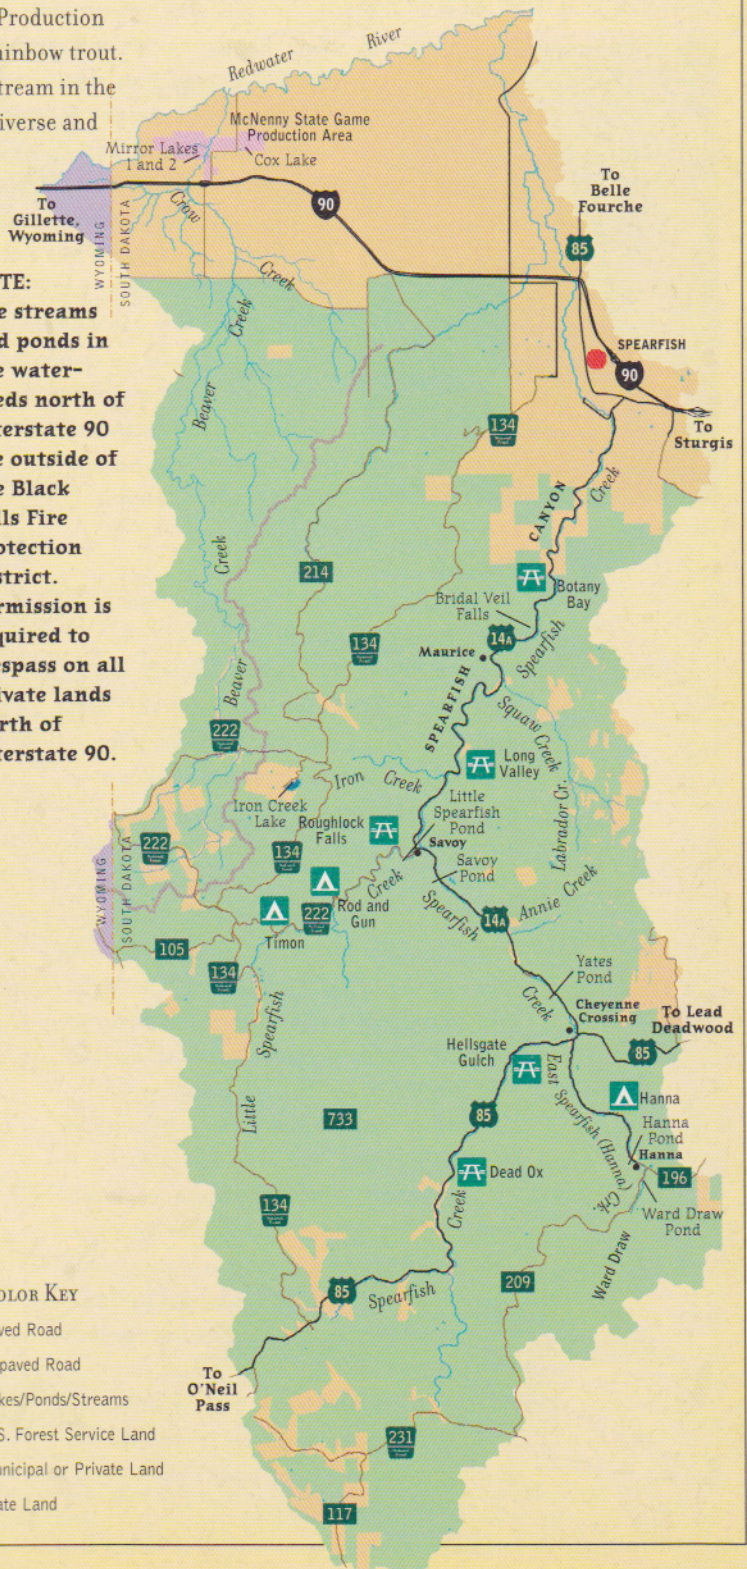 Production
inbow trout.
tream in the
iverse and
Redwater River
McNenny State Game
Production Area
Mirror Lakes
1 and 2
Cox Lake
To
Gillette,
Wyoming
WYOMING
SOUTH DAKOTA
Crow
Creek
90
To
Belle
Fourche
85
SPEARFISH
90
To
Sturgis
TE:
e streams
d ponds in
e water-
eds north of
terstate 90
e outside of
e Black
lls Fire
otection
strict.
rmission is
quired to
espass on all
ivate lands
rth of
terstate 90.
Creek
Beaver
134
CANYON
Creek
Creek
214
Botany
Bay
Bridal Veil
Falls
134
14A
Maurice
Spearfish
Beaver
SPEARFISH
Squaw Creek
222
Long
Valley
Iron Creek
Iron Creek
Lake
Little
Spearfish
Pond
Roughlock
Falls
Labrador Cr.
Savoy
222
134
Savoy
Pond
Creek
Rod and
Gun
Annie Creek
WYOMING
SOUTH DAKOTA
Spearfish
14A
222
Timon
105
134
Yates
Pond
Creek
Cheyenne
Crossing
To Lead
Deadwood
Spearfish
Hellsgate
Gulch
85
East
Spearfish (Hanna) Crk.
Hanna
Little
733
85
Hanna
Pond
Hanna
Dead Ox
196
Creek
Ward Draw
Pond
134
Ward Draw
209
85
Spearfish
To
O'Neil
Pass
231
117
OLOR KEY
ved Road
paved Road
kes/Ponds/Streams
S. Forest Service Land
unicipal or Private Land
ate Land